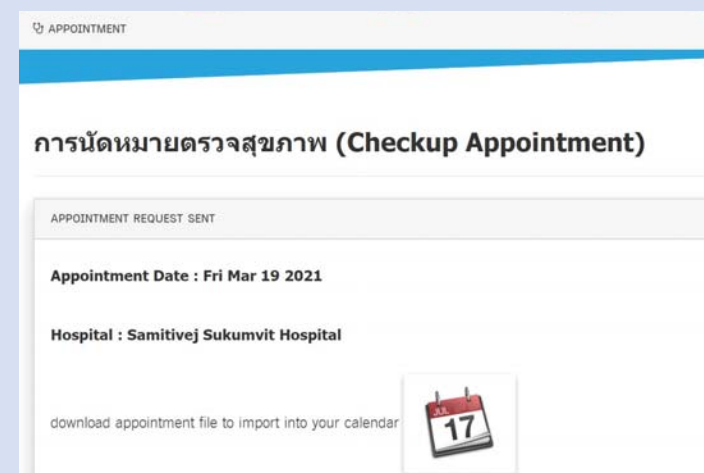 APPOINTMENT
การนัดหมายตรวจสุขภาพ (Checkup Appointment)
APPOINTMENT REQUEST SENT
Appointment Date : Fri Mar 19 2021
Hospital : Samitivej Sukumvit Hospital
download appointment file to import into your calendar
JUL
17